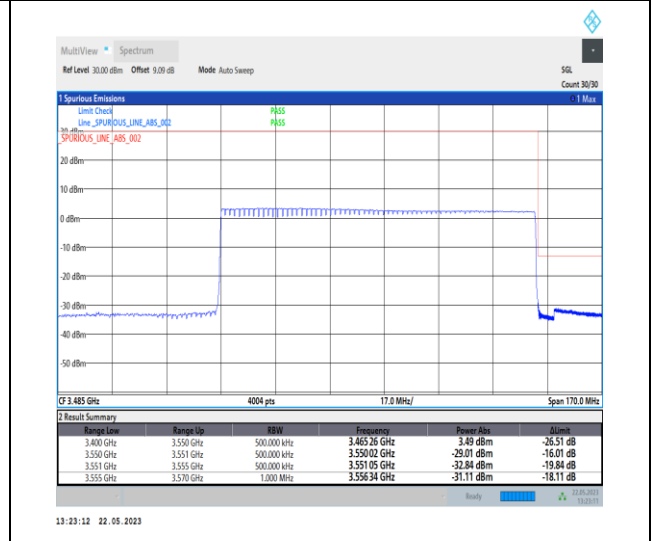 MultiView Spectrum
Ref Level 30.00 dBm Offset 9.09 dB Mode Auto Sweep SGL
Count 30/30
1 Spurious Emissions 1 Max
Limit Check PASS
Line _SPURIOUS_LINE_ABS_002 PASS
_SPURIOUS_LINE_ABS_002
20 dBm
10 dBm
0 dBm
-10 dBm
-20 dBm
-30 dBm
-40 dBm
-50 dBm
CF 3.485 GHz 4004 pts 17.0 MHz/ Span 170.0 MHz
2 Result Summary
Range Low Range Up RBW Frequency Power Abs ΔLimit
3.400 GHz 3.550 GHz 500.000 kHz 3.46526 GHz 3.49 dBm -26.51 dB
3.550 GHz 3.551 GHz 500.000 kHz 3.55002 GHz -29.01 dBm -16.01 dB
3.551 GHz 3.555 GHz 500.000 kHz 3.55105 GHz -32.84 dBm -19.84 dB
3.555 GHz 3.570 GHz 1.000 MHz 3.55634 GHz -31.11 dBm -18.11 dB
Ready 22.05.2023
13:23:11
13:23:12 22.05.2023